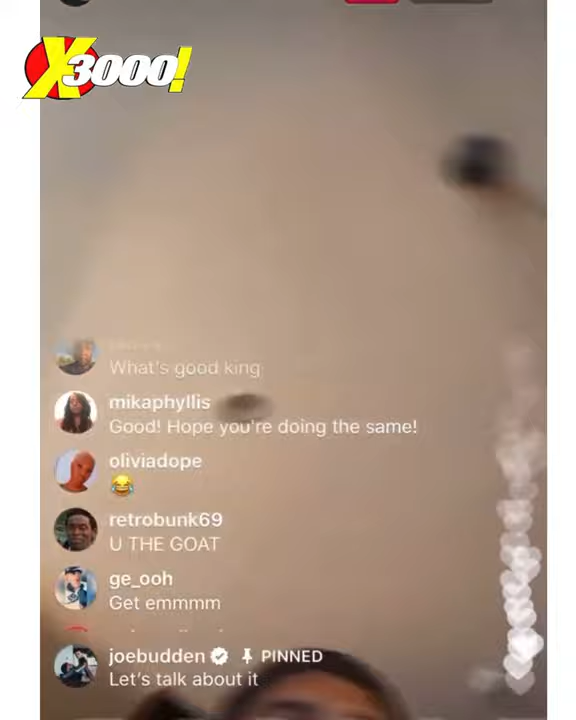 X3000!
What's good king
mikaphyllis
Good! Hope you're doing the same!
oliviadope
😂
retrobunk69
U THE GOAT
ge_ooh
Get emmmm
joebudden PINNED
Let's talk about it